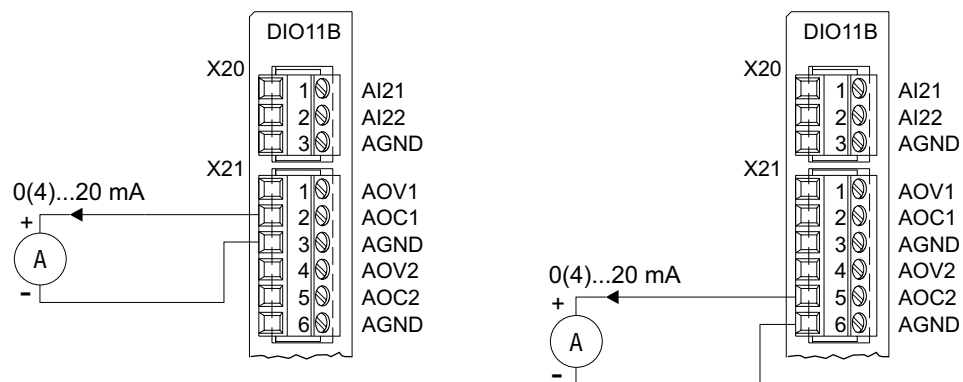 DIO11B
X20
1 AI21
2 AI22
3 AGND
X21
0(4)...20 mA
1 AOV1
+
2 AOC1
A
3 AGND
4 AOV2
-
5 AOC2
6 AGND
DIO11B
X20
1 AI21
2 AI22
3 AGND
X21
1 AOV1
2 AOC1
3 AGND
4 AOV2
0(4)...20 mA
5 AOC2
+
6 AGND
A
-